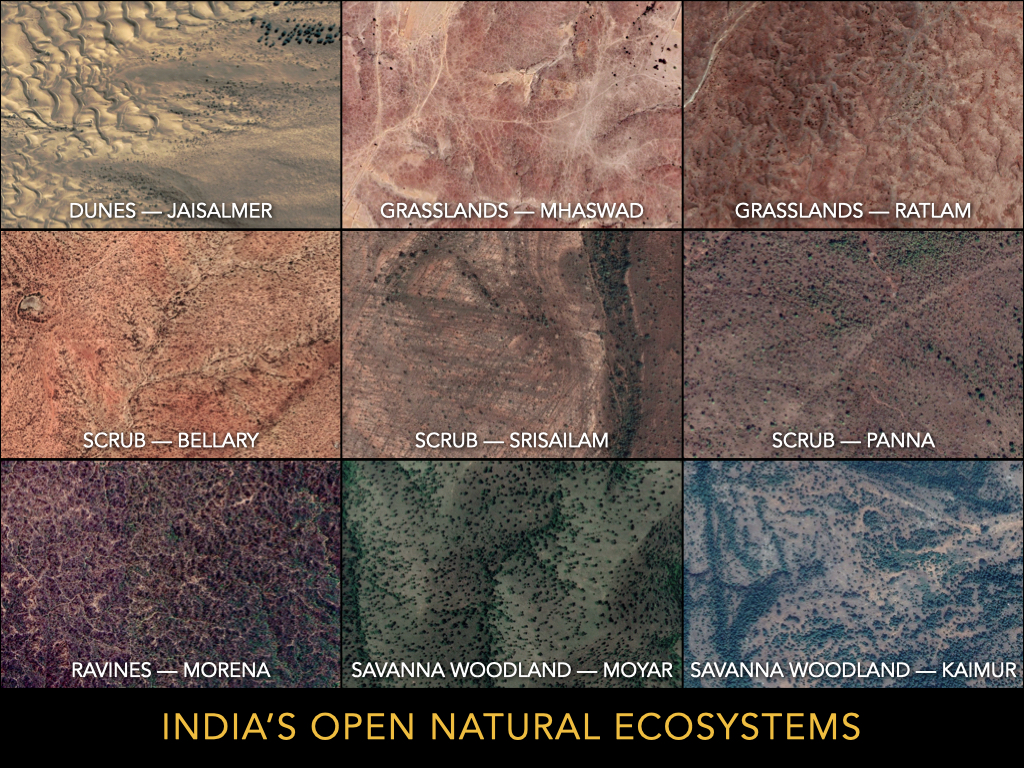 DUNES — JAISALMER
GRASSLANDS — MHASWAD
GRASSLANDS — RATLAM
SCRUB — BELLARY
SCRUB — SRISAILAM
SCRUB — PANNA
RAVINES — MORENA
SAVANNA WOODLAND — MOYAR
SAVANNA WOODLAND — KAIMUR
INDIA’S OPEN NATURAL ECOSYSTEMS